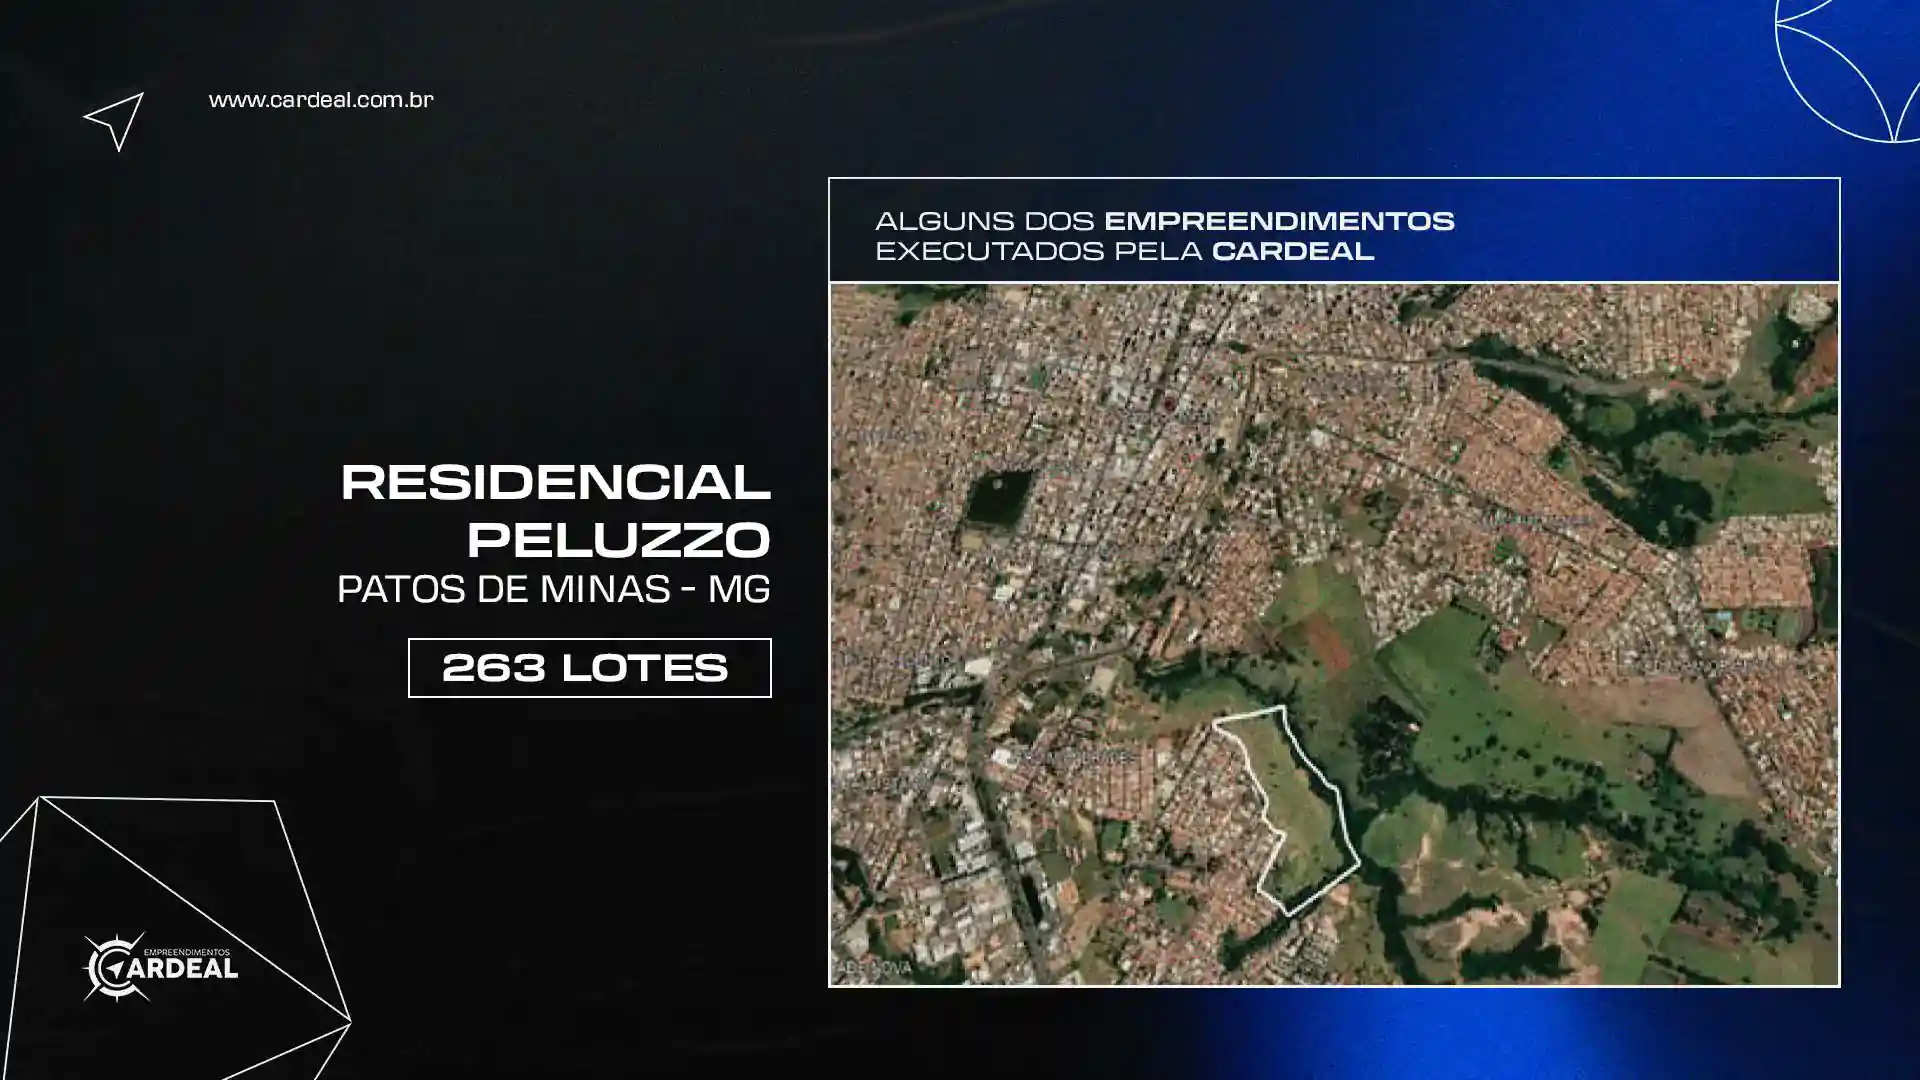 www.cardeal.com.br
ALGUNS DOS EMPREENDIMENTOS
EXECUTADOS PELA CARDEAL
RESIDENCIAL
PELUZZO
PATOS DE MINAS - MG
263 LOTES
EMPREENDIMENTOS
CARDEAL